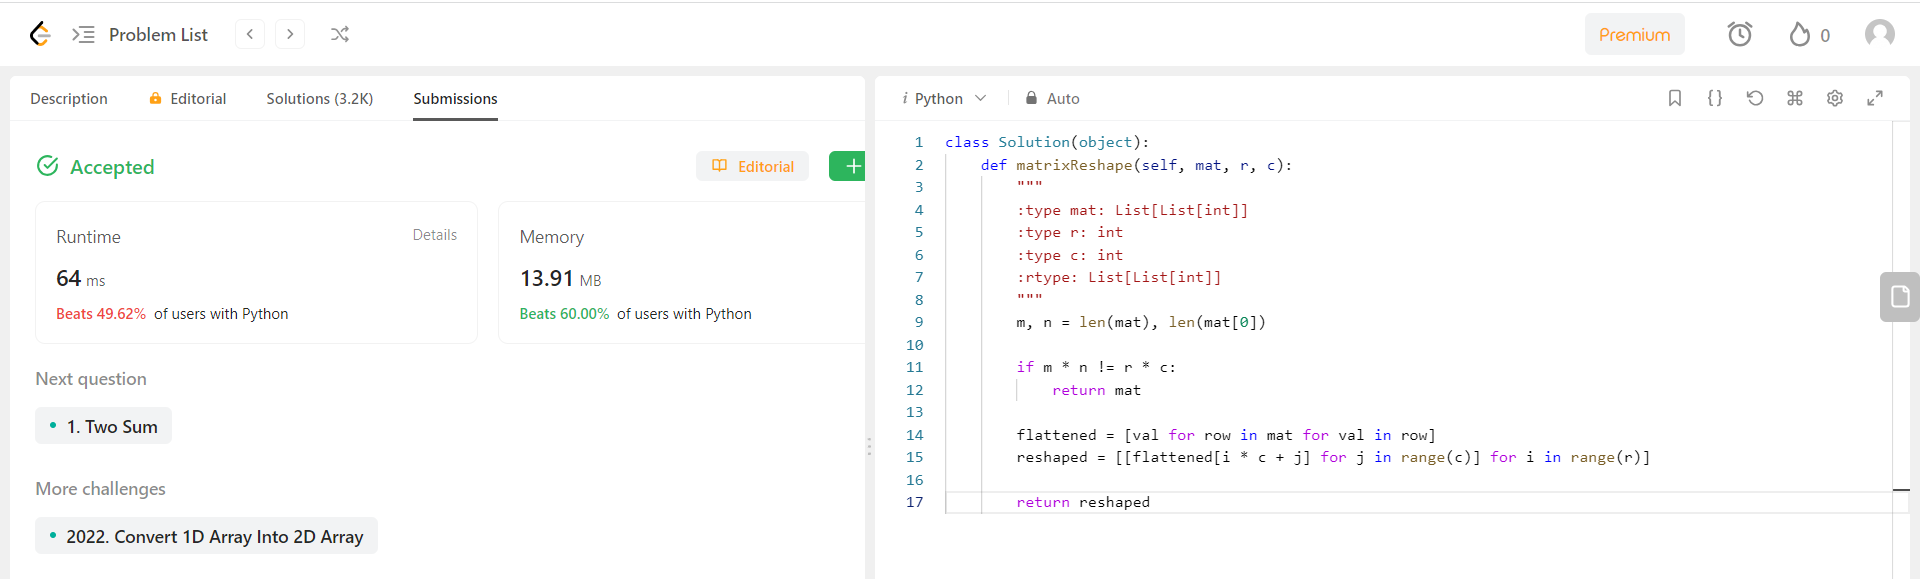 Problem List
Premium
0
Description
Editorial
Solutions (3.2K)
Submissions
Accepted
Editorial
Runtime
Details
64 ms
Beats 49.62% of users with Python
Memory
13.91 MB
Beats 60.00% of users with Python
Next question
1. Two Sum
More challenges
2022. Convert 1D Array Into 2D Array
i Python
Auto
1 class Solution(object):
2     def matrixReshape(self, mat, r, c):
3         """
4         :type mat: List[List[int]]
5         :type r: int
6         :type c: int
7         :rtype: List[List[int]]
8         """
9         m, n = len(mat), len(mat[0])
10
11         if m * n != r * c:
12             return mat
13
14         flattened = [val for row in mat for val in row]
15         reshaped = [[flattened[i * c + j] for j in range(c)] for i in range(r)]
16
17         return reshaped